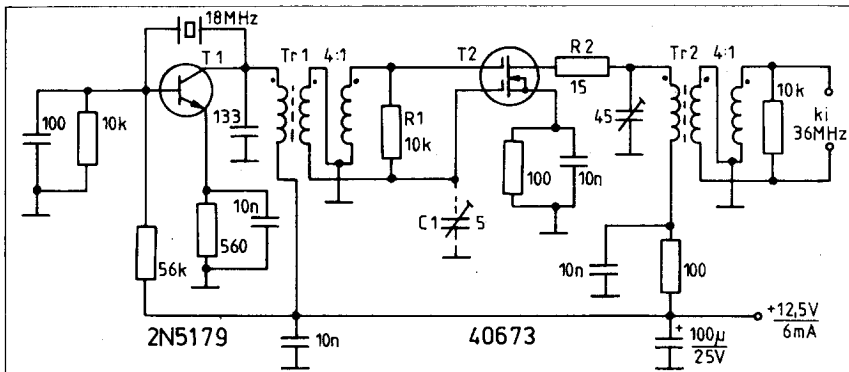 18MHz
T1
Tr1 4:1
T2
R2
15
Tr2 4:1
100
10k
133
R1
10k
45
10k
ki
36MHz
10n
560
100
10n
C1 5
56k
10n
100
+12,5V
6mA
2N5179
10n
40673
+
100µ
25V